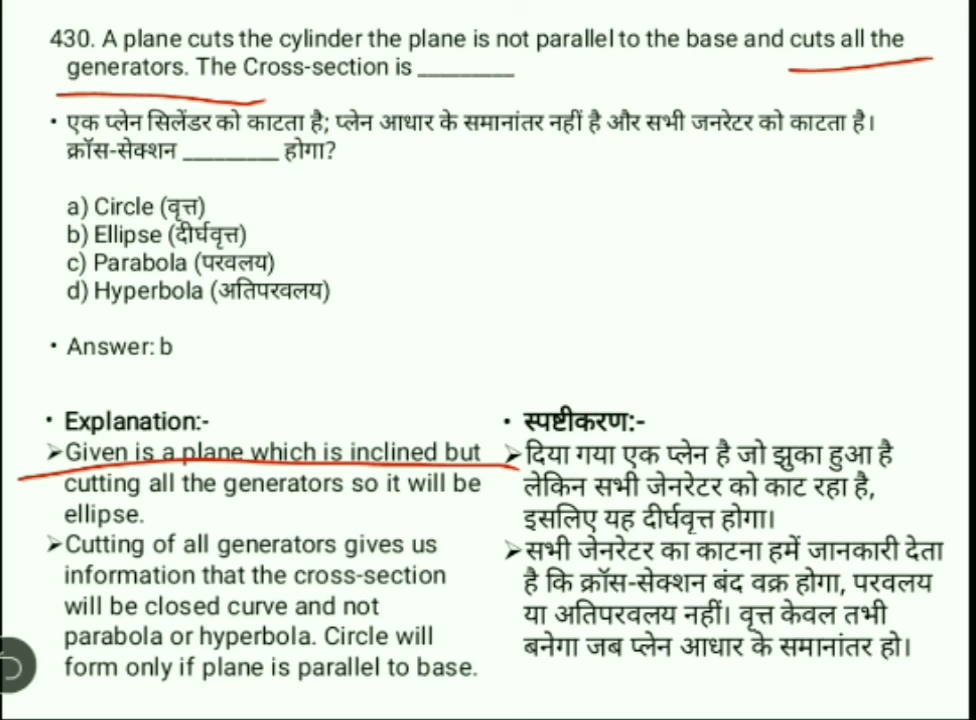 430. A plane cuts the cylinder the plane is not parallel to the base and cuts all the
generators. The Cross-section is _________
• एक प्लेन सिलेंडर को काटता है; प्लेन आधार के समानांतर नहीं है और सभी जनरेटर को काटता है।
क्रॉस-सेक्शन _________ होगा?
a) Circle (वृत्त)
b) Ellipse (दीर्घवृत्त)
c) Parabola (परवलय)
d) Hyperbola (अतिपरवलय)
• Answer: b
• Explanation:-
➢Given is a plane which is inclined but
cutting all the generators so it will be
ellipse.
➢Cutting of all generators gives us
information that the cross-section
will be closed curve and not
parabola or hyperbola. Circle will
form only if plane is parallel to base.
• स्पष्टीकरण:-
➢दिया गया एक प्लेन है जो झुका हुआ है
लेकिन सभी जेनरेटर को काट रहा है,
इसलिए यह दीर्घवृत्त होगा।
➢सभी जेनरेटर का काटना हमें जानकारी देता
है कि क्रॉस-सेक्शन बंद वक्र होगा, परवलय
या अतिपरवलय नहीं। वृत्त केवल तभी
बनेगा जब प्लेन आधार के समानांतर हो।